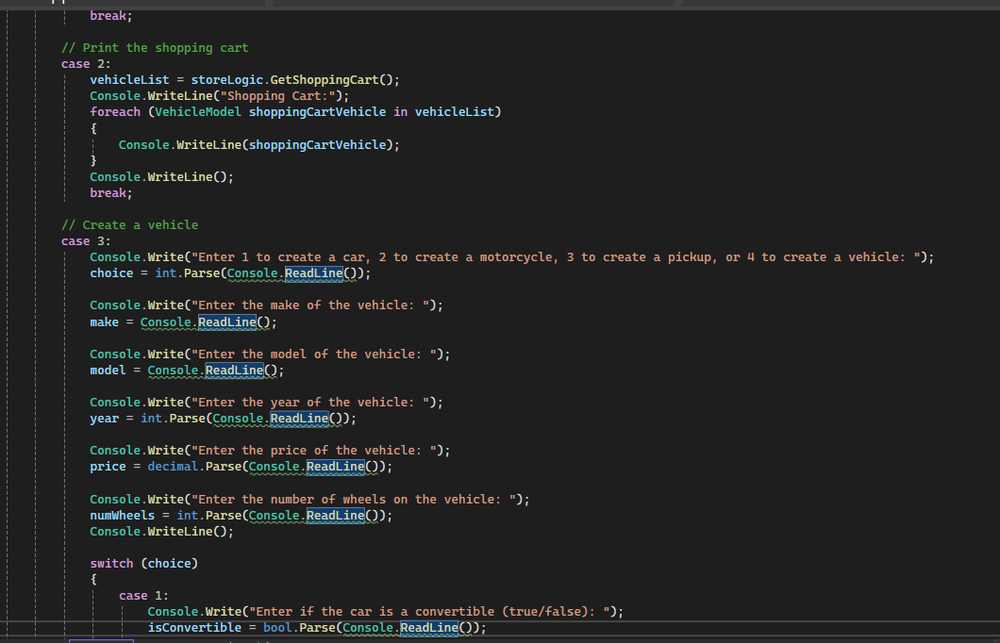 break;
// Print the shopping cart
case 2:
vehicleList = storeLogic.GetShoppingCart();
Console.WriteLine("Shopping Cart:");
foreach (VehicleModel shoppingCartVehicle in vehicleList)
{
Console.WriteLine(shoppingCartVehicle);
}
Console.WriteLine();
break;
// Create a vehicle
case 3:
Console.Write("Enter 1 to create a car, 2 to create a motorcycle, 3 to create a pickup, or 4 to create a vehicle: ");
choice = int.Parse(Console.ReadLine());
Console.Write("Enter the make of the vehicle: ");
make = Console.ReadLine();
Console.Write("Enter the model of the vehicle: ");
model = Console.ReadLine();
Console.Write("Enter the year of the vehicle: ");
year = int.Parse(Console.ReadLine());
Console.Write("Enter the price of the vehicle: ");
price = decimal.Parse(Console.ReadLine());
Console.Write("Enter the number of wheels on the vehicle: ");
numWheels = int.Parse(Console.ReadLine());
Console.WriteLine();
switch (choice)
{
case 1:
Console.Write("Enter if the car is a convertible (true/false): ");
isConvertible = bool.Parse(Console.ReadLine());